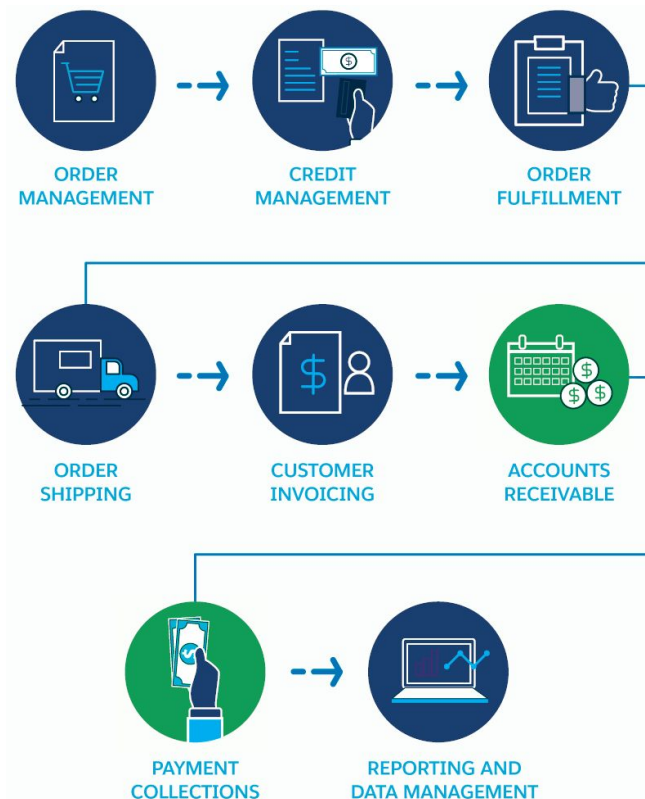 ORDER
MANAGEMENT
CREDIT
MANAGEMENT
ORDER
FULFILLMENT
ORDER
SHIPPING
CUSTOMER
INVOICING
ACCOUNTS
RECEIVABLE
PAYMENT
COLLECTIONS
REPORTING AND
DATA MANAGEMENT